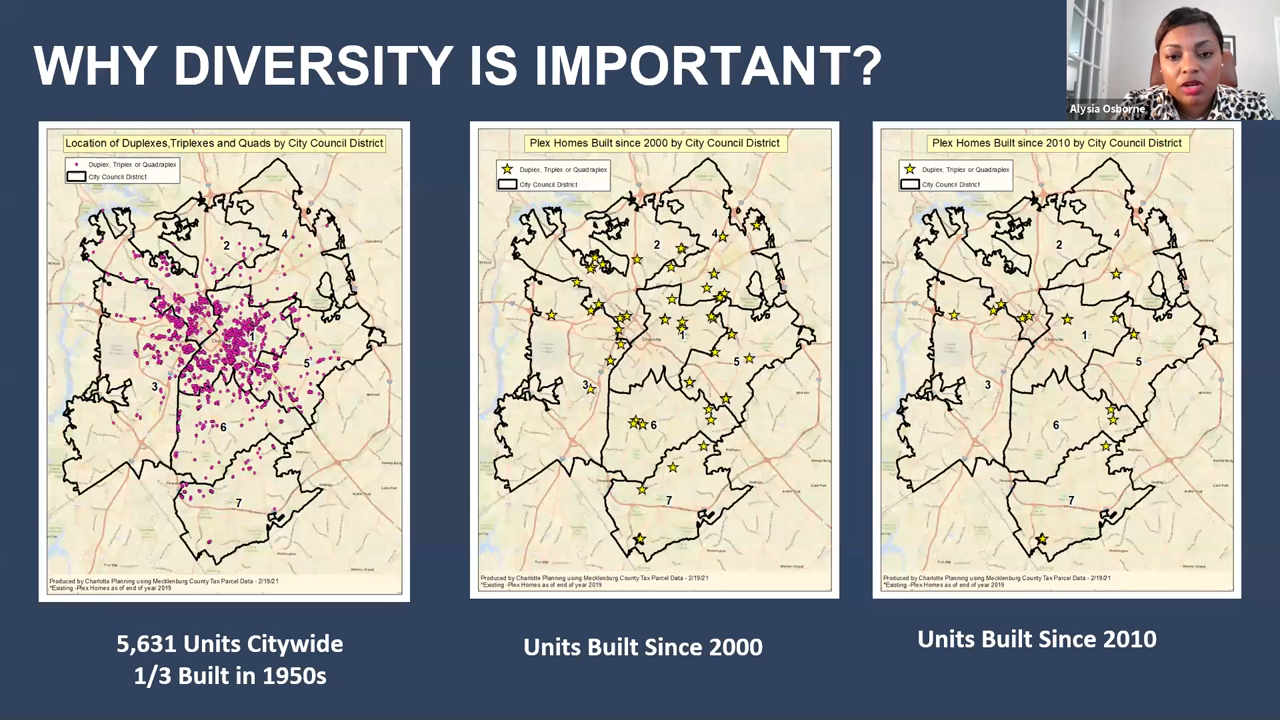 WHY DIVERSITY IS IMPORTANT?
Alysia Osborne
Location of Duplexes,Triplexes and Quads by City Council District
Duplex, Triplex or Quadraplex
City Council District
2
4
1
5
3
6
7
Produced by Charlotte Planning using Mecklenburg County Tax Parcel Data - 2/19/21
*Existing -Plex Homes as of end of year 2019
5,631 Units Citywide
1/3 Built in 1950s
Plex Homes Built since 2000 by City Council District
Duplex, Triplex or Quadraplex
City Council District
2
4
1
5
3
6
7
Charlotte
Produced by Charlotte Planning using Mecklenburg County Tax Parcel Data - 2/19/21
*Existing -Plex Homes as of end of year 2019
Units Built Since 2000
Plex Homes Built since 2010 by City Council District
Duplex, Triplex or Quadraplex
City Council District
2
4
1
5
3
6
7
Charlotte
Produced by Charlotte Planning using Mecklenburg County Tax Parcel Data - 2/19/21
*Existing -Plex Homes as of end of year 2019
Units Built Since 2010